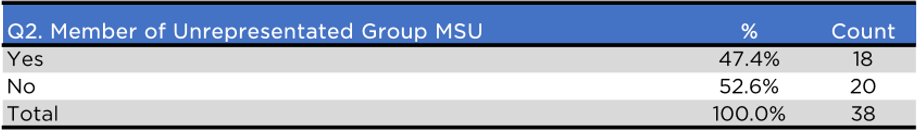 Q2. Member of Unrepresentated Group MSU % Count
Yes 47.4% 18
No 52.6% 20
Total 100.0% 38